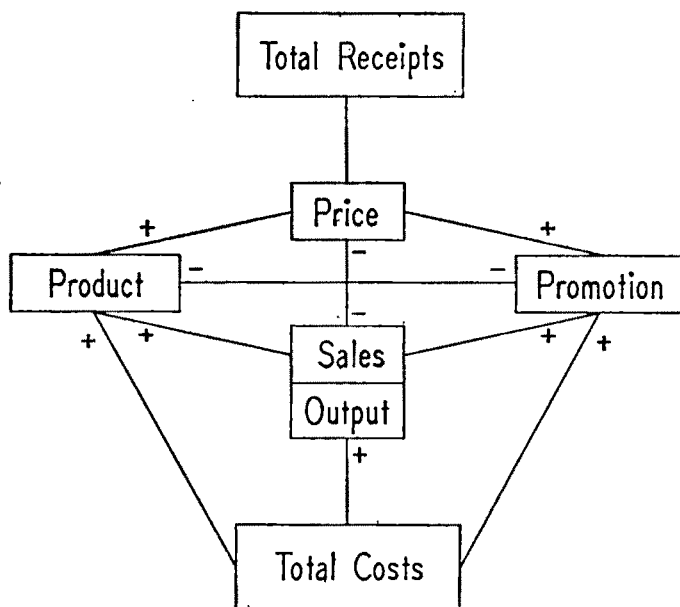 Total Receipts
Price
+
+
-
Product
-
-
Promotion
-
+
+
+
+
Sales
Output
+
Total Costs